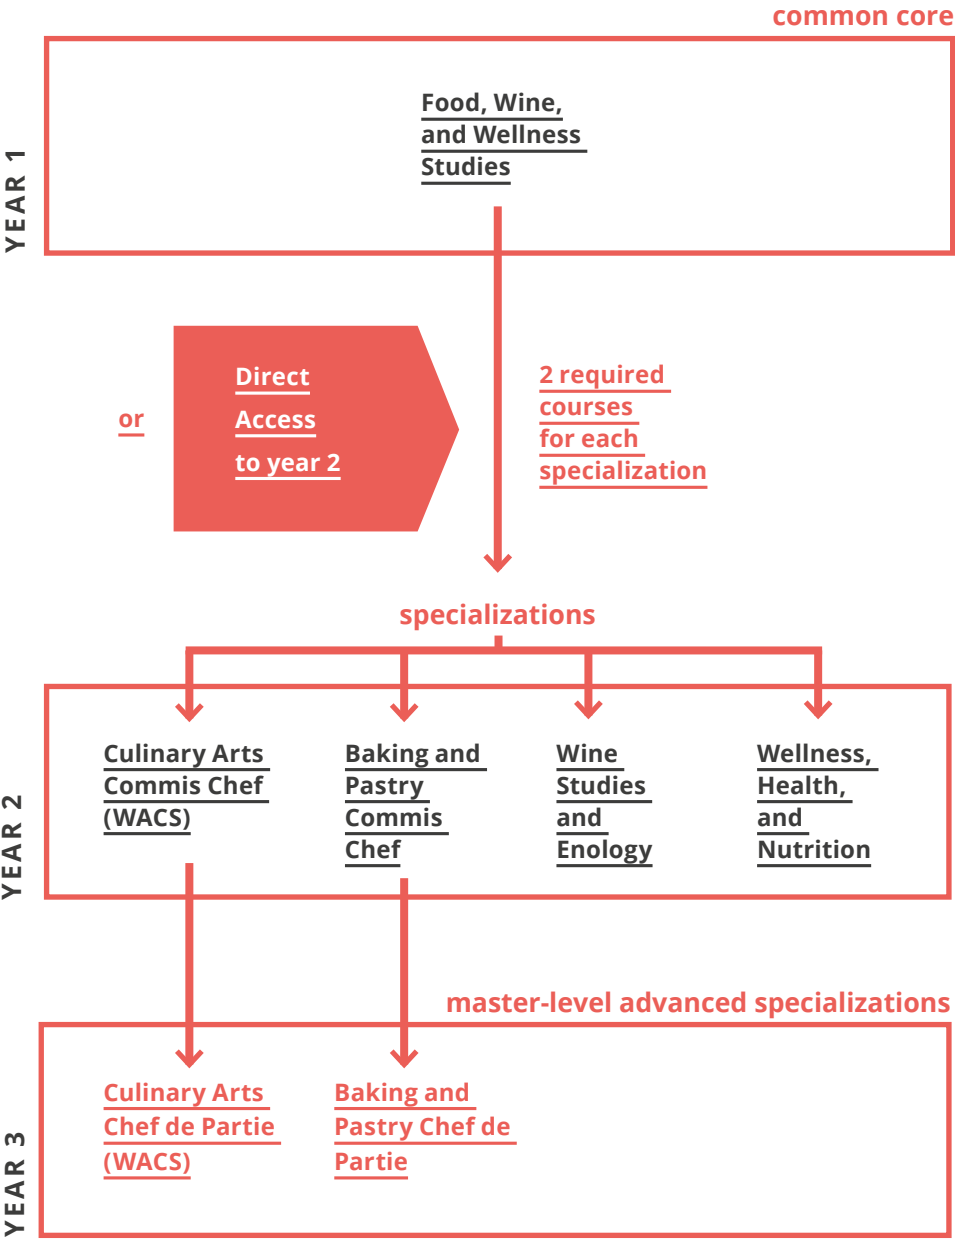 common core
YEAR 1
Food, Wine,
and Wellness
Studies
or
Direct
Access
to year 2
2 required
courses
for each
specialization
specializations
YEAR 2
Culinary Arts
Commis Chef
(WACS)
Baking and
Pastry
Commis
Chef
Wine
Studies
and
Enology
Wellness,
Health,
and
Nutrition
master-level advanced specializations
YEAR 3
Culinary Arts
Chef de Partie
(WACS)
Baking and
Pastry Chef de
Partie